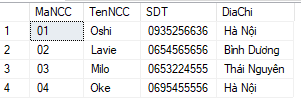 MaNCC TenNCC SDT DiaChi
1 01 Oshi 0935256636 Hà Nội
2 02 Lavie 0654565656 Bình Dương
3 03 Milo 0653224555 Thái Nguyên
4 04 Oke 0695455556 Hà Nội